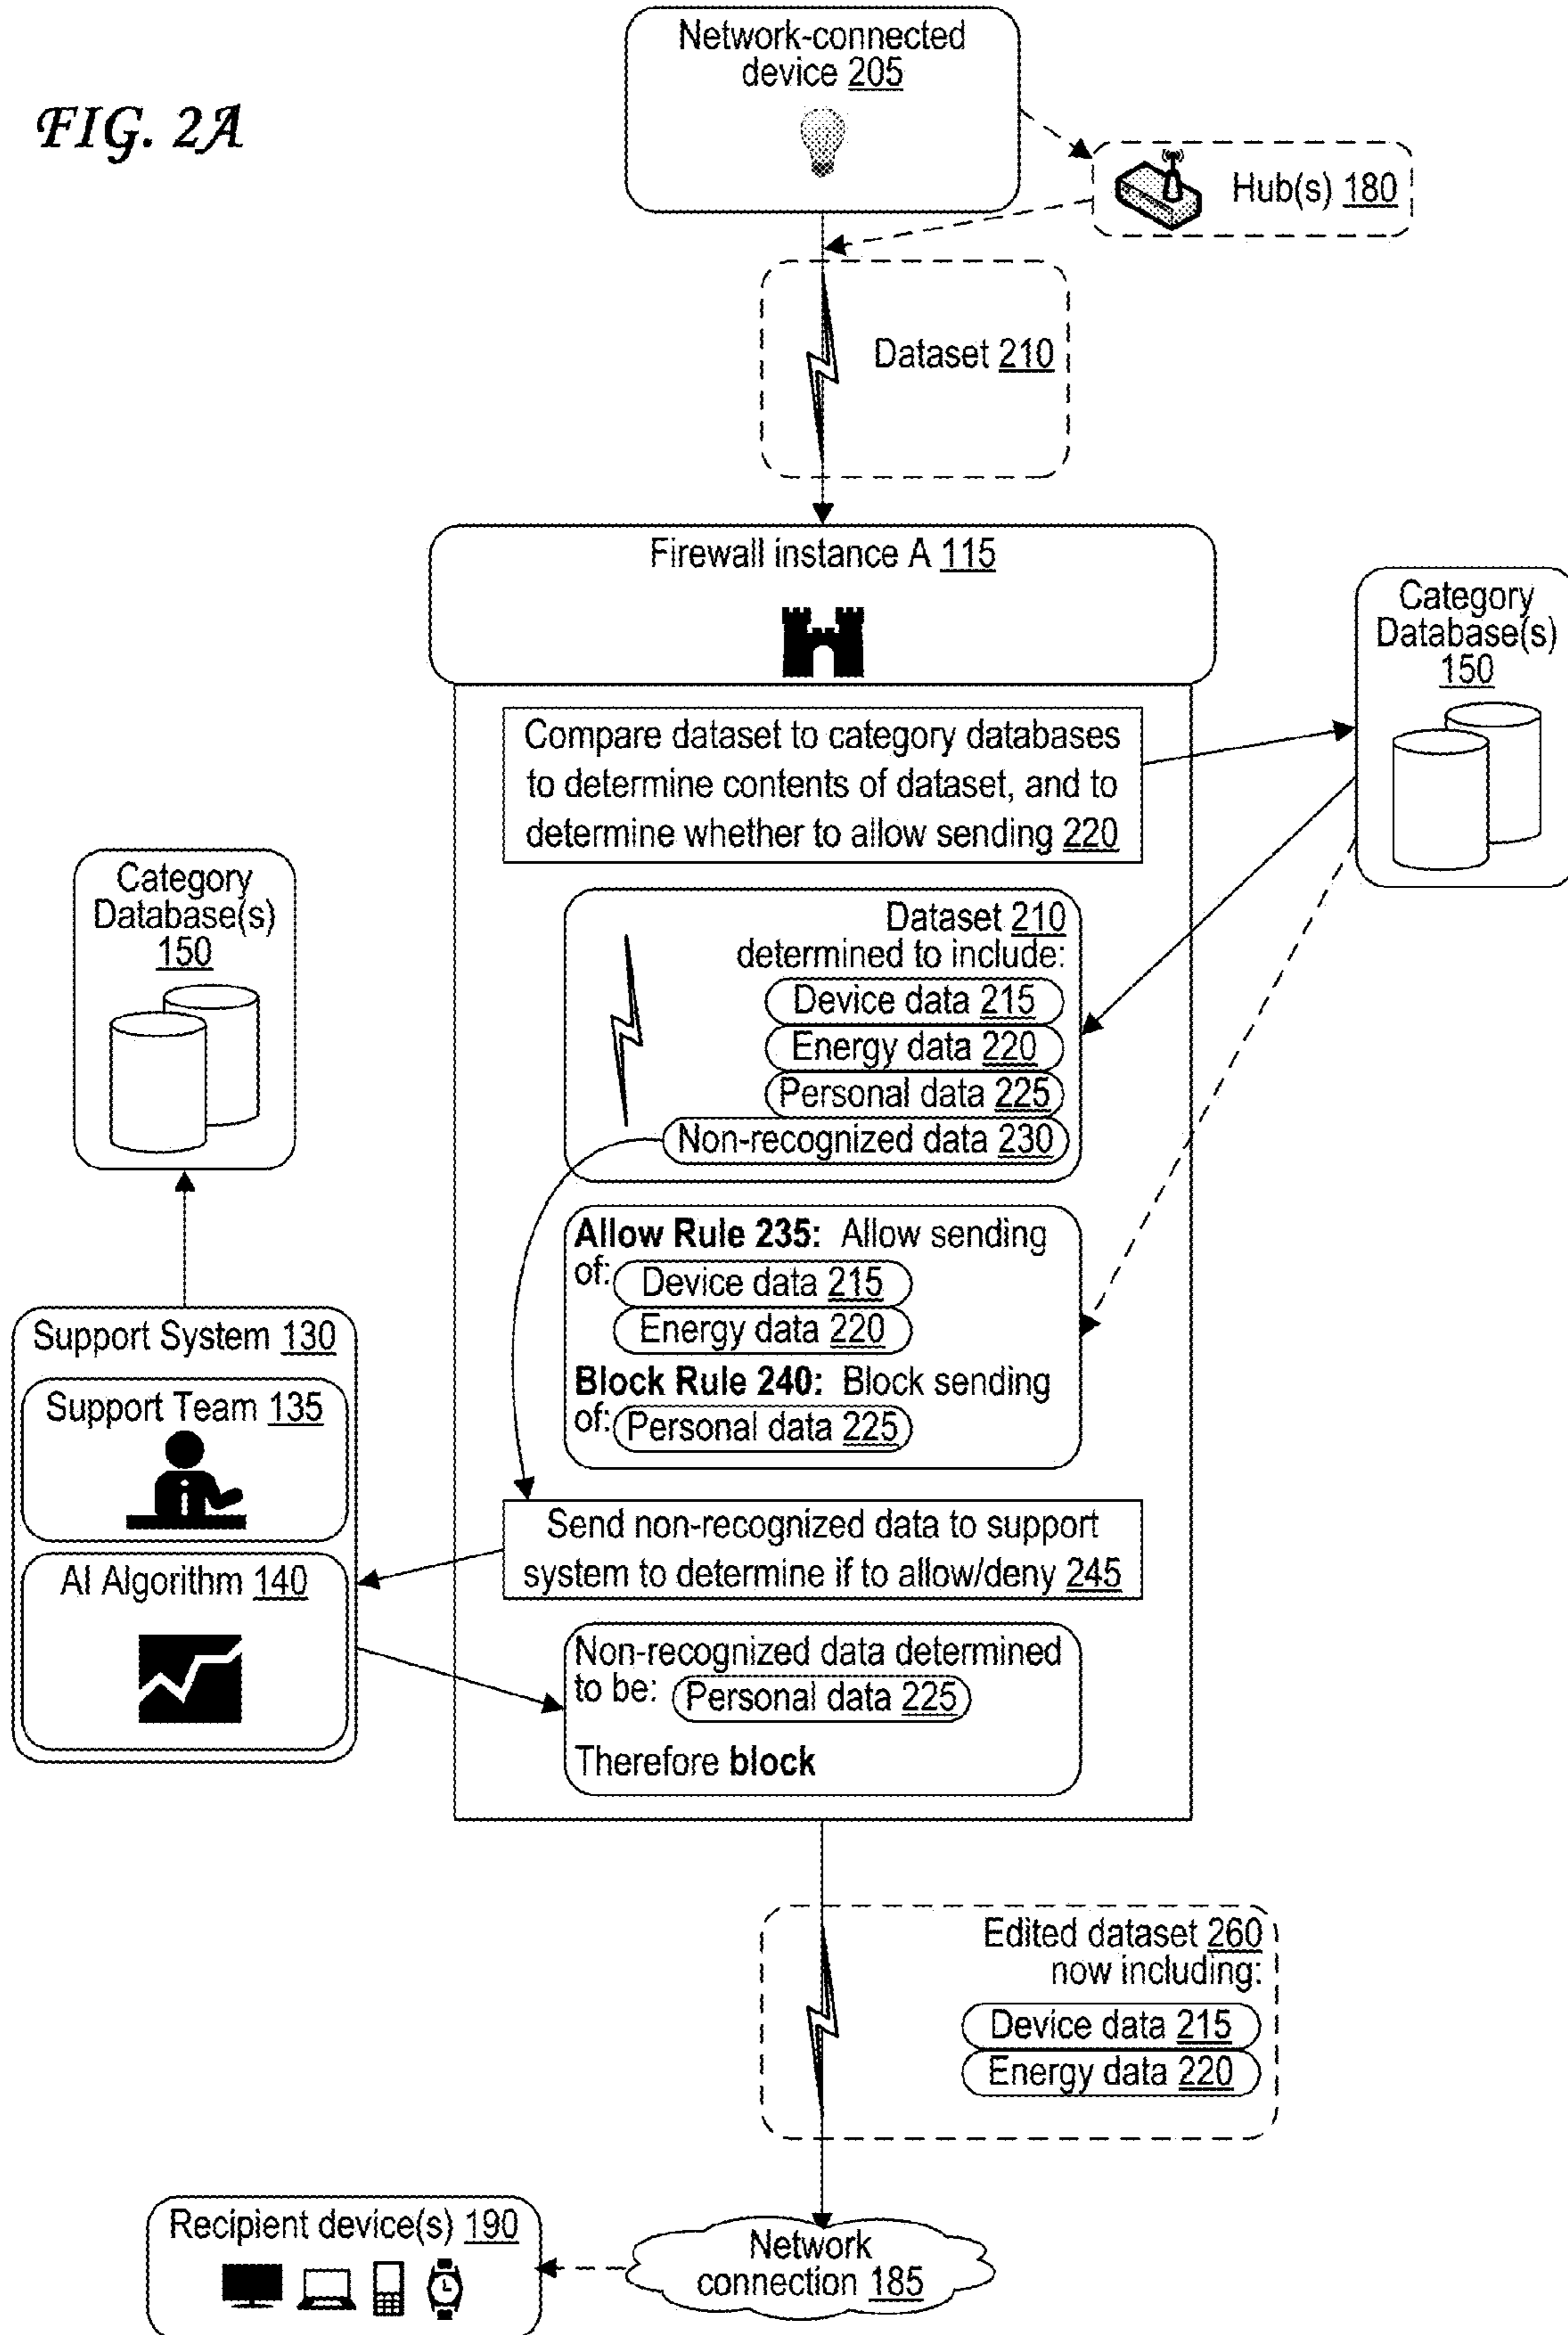 FIG. 2A
Network-connected
device 205
Hub(s) 180
Dataset 210
Firewall instance A 115
Category
Database(s)
150
Compare dataset to category databases
to determine contents of dataset, and to
determine whether to allow sending 220
Dataset 210
determined to include:
Device data 215
Energy data 220
Personal data 225
Non-recognized data 230
Category
Database(s)
150
Allow Rule 235: Allow sending
of: Device data 215
Energy data 220
Block Rule 240: Block sending
of: Personal data 225
Support System 130
Support Team 135
AI Algorithm 140
Send non-recognized data to support
system to determine if to allow/deny 245
Non-recognized data determined
to be: Personal data 225
Therefore block
Edited dataset 260
now including:
Device data 215
Energy data 220
Network
connection 185
Recipient device(s) 190